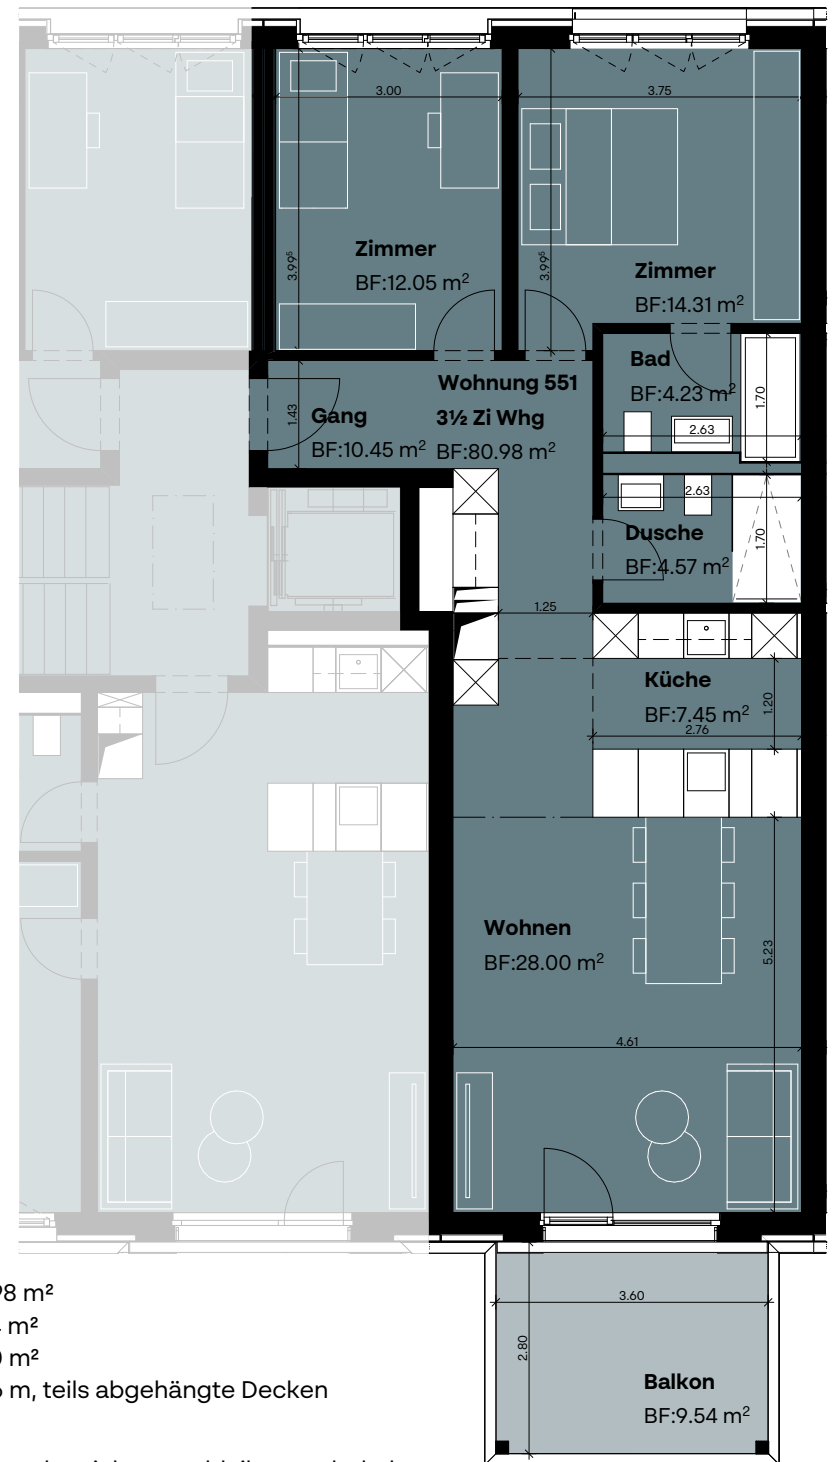 3.00
3.75
3.99⁵
Zimmer
BF:12.05 m²
3.99⁵
Zimmer
BF:14.31 m²
Bad
BF:4.23 m²
1.70
2.63
Wohnung 551
3½ Zi Whg
BF:80.98 m²
1.43
Gang
BF:10.45 m²
2.63
Dusche
BF:4.57 m²
1.70
1.25
Küche
BF:7.45 m²
1.20
2.76
Wohnen
BF:28.00 m²
5.23
4.61
3.60
2.80
Balkon
BF:9.54 m²
98 m²
m²
m²
m, teils abgehängte Decken